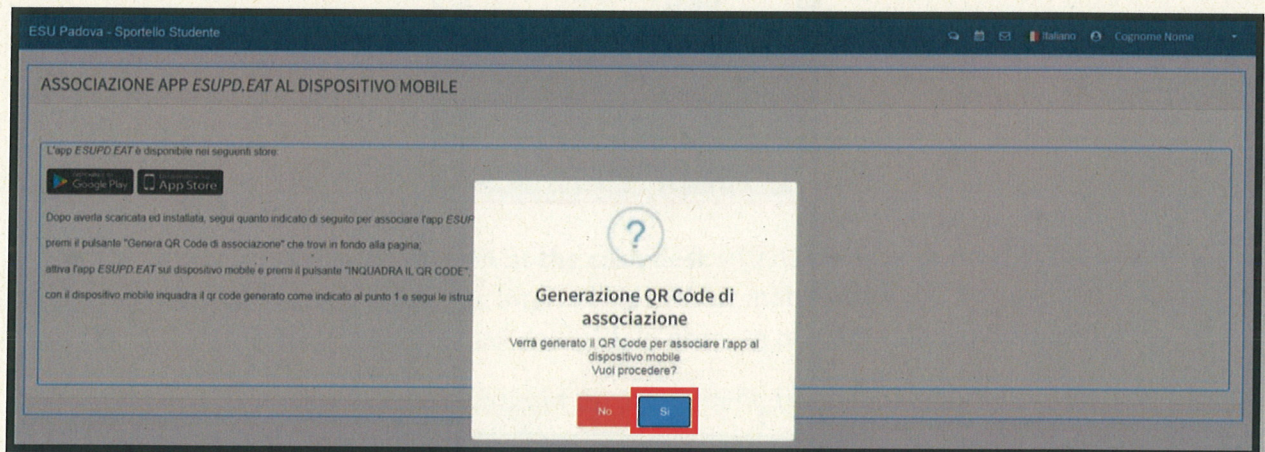 ESU Padova - Sportello Studente
Italiano Cognome Nome
ASSOCIAZIONE APP ESUPD.EAT AL DISPOSITIVO MOBILE
L'app ESUPD.EAT è disponibile nei seguenti store:
Google Play App Store
Dopo averla scaricata ed installata, segui quanto indicato di seguito per associare l'app ESUP
premi il pulsante "Genera QR Code di associazione" che trovi in fondo alla pagina;
attiva l'app ESUPD.EAT sul dispositivo mobile e premi il pulsante "INQUADRA IL QR CODE";
con il dispositivo mobile inquadra il qr code generato come indicato al punto 1 e segui le istruz
?
Generazione QR Code di
associazione
Verrà generato il QR Code per associare l'app al
dispositivo mobile
Vuoi procedere?
No Si